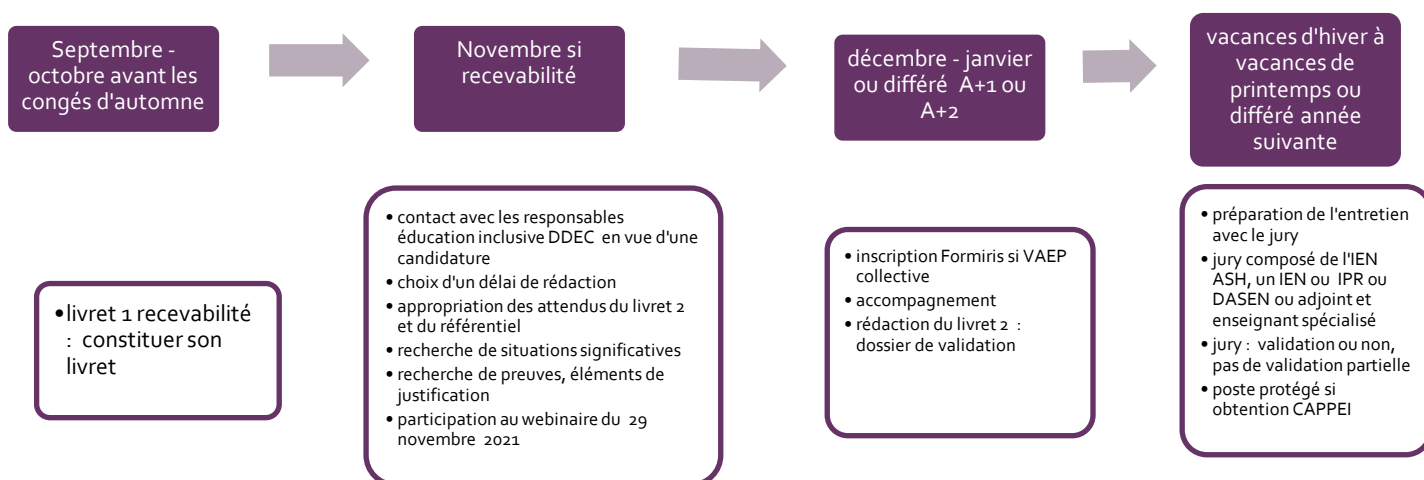 Septembre -
octobre avant les
congés d'automne
Novembre si
recevabilité
décembre - janvier
ou différé A+1 ou
A+2
vacances d'hiver à
vacances de
printemps ou
différé année
suivante
•livret 1 recevabilité
: constituer son
livret
• contact avec les responsables
éducation inclusive DDEC en vue d'une
candidature
• choix d'un délai de rédaction
• appropriation des attendus du livret 2
et du référentiel
• recherche de situations significatives
• recherche de preuves, éléments de
justification
• participation au webinaire du 29
novembre 2021
• inscription Formiris si VAEP
collective
• accompagnement
• rédaction du livret 2 :
dossier de validation
• préparation de l'entretien
avec le jury
• jury composé de l'IEN
ASH, un IEN ou IPR ou
DASEN ou adjoint et
enseignant spécialisé
• jury : validation ou non,
pas de validation partielle
• poste protégé si
obtention CAPPEI